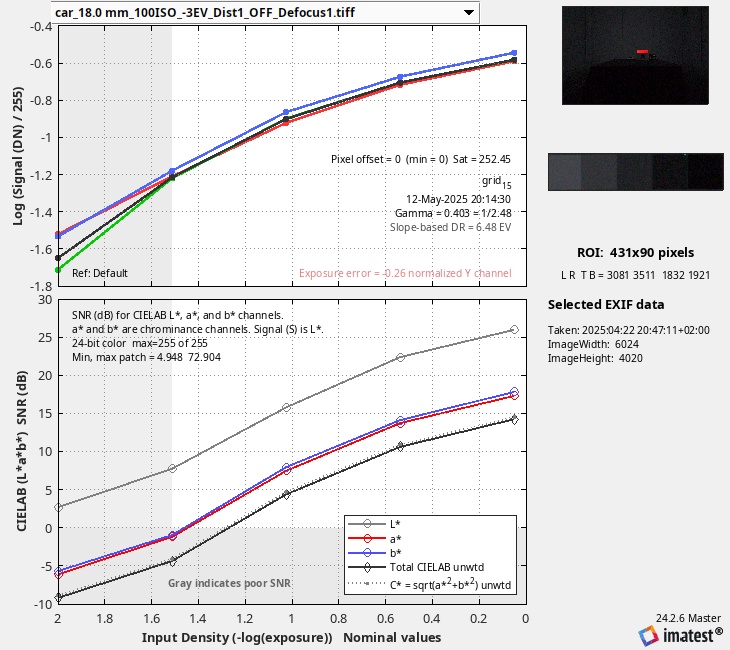 car_18.0 mm_100ISO_-3EV_Dist1_OFF_Defocus1.tiff
Log (Signal (DN) / 255)
-0.4
-0.6
-0.8
-1
-1.2
-1.4
-1.6
-1.8
Pixel offset = 0 (min = 0) Sat = 252.45
grid15
12-May-2025 20:14:30
Gamma = 0.403 = 1/2.48
Slope-based DR = 6.48 EV
Ref: Default
Exposure error = -0.26 normalized Y channel
CIELAB (L*a*b*) SNR (dB)
30
25
20
15
10
5
0
-5
-10
SNR (dB) for CIELAB L*, a*, and b* channels.
a* and b* are chrominance channels. Signal (S) is L*.
24-bit color max=255 of 255
Min, max patch = 4.948 72.904
L*
a*
b*
Total CIELAB unwtd
C* = sqrt(a*2+b*2) unwtd
Gray indicates poor SNR
2 1.8 1.6 1.4 1.2 1 0.8 0.6 0.4 0.2 0
Input Density (-log(exposure)) Nominal values
ROI: 431x90 pixels
L R T B = 3081 3511 1832 1921
Selected EXIF data
Taken: 2025:04:22 20:47:11+02:00
ImageWidth: 6024
ImageHeight: 4020
24.2.6 Master
imatest®